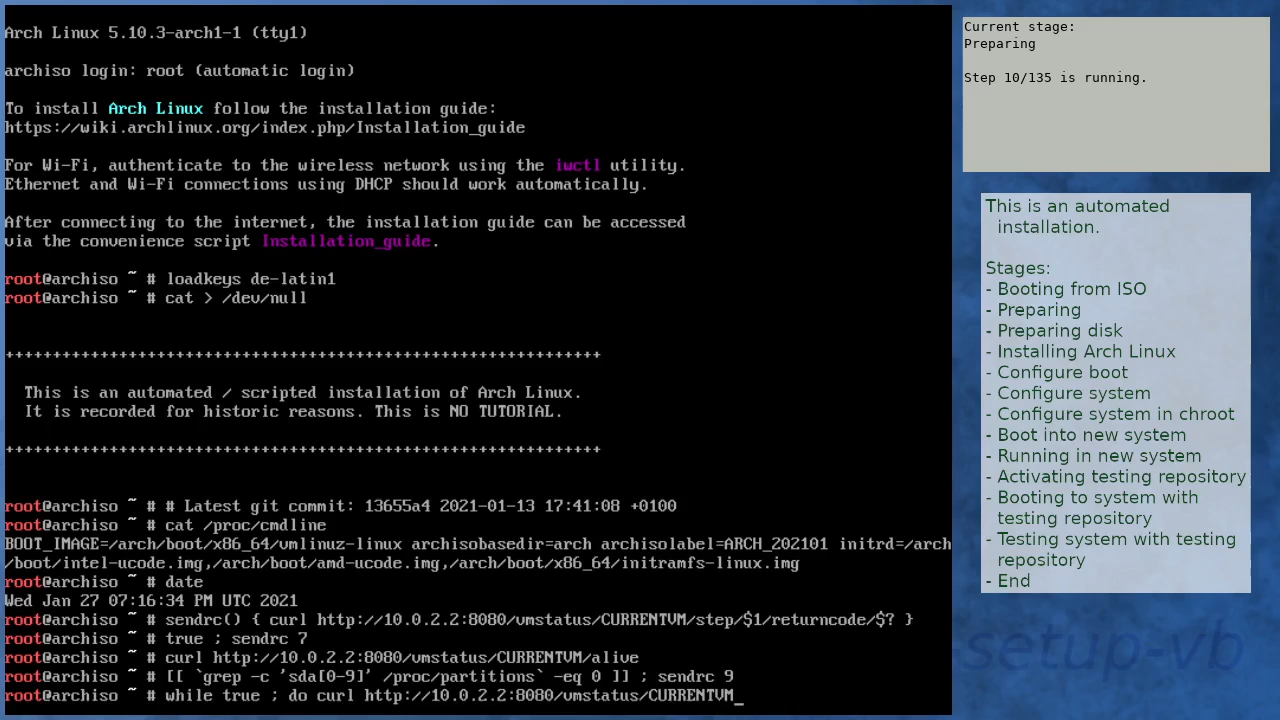 Arch Linux 5.10.3-arch1-1 (tty1)
archiso login: root (automatic login)
To install Arch Linux follow the installation guide:
https://wiki.archlinux.org/index.php/Installation_guide
For Wi-Fi, authenticate to the wireless network using the iwctl utility.
Ethernet and Wi-Fi connections using DHCP should work automatically.
After connecting to the internet, the installation guide can be accessed
via the convenience script Installation_guide.
root@archiso ~ # loadkeys de-latin1
root@archiso ~ # cat > /dev/null
+++++++++++++++++++++++++++++++++++++++++++++++++++++++++++++++
This is an automated / scripted installation of Arch Linux.
It is recorded for historic reasons. This is NO TUTORIAL.
+++++++++++++++++++++++++++++++++++++++++++++++++++++++++++++++
root@archiso ~ # # Latest git commit: 13655a4 2021-01-13 17:41:08 +0100
root@archiso ~ # cat /proc/cmdline
BOOT_IMAGE=/arch/boot/x86_64/vmlinuz-linux archisobasedir=arch archisolabel=ARCH_202101 initrd=/arch
/boot/intel-ucode.img,/arch/boot/amd-ucode.img,/arch/boot/x86_64/initramfs-linux.img
root@archiso ~ # date
Wed Jan 27 07:16:34 PM UTC 2021
root@archiso ~ # sendrc() { curl http://10.0.2.2:8080/vmstatus/CURRENTVM/step/$1/returncode/$? }
root@archiso ~ # true ; sendrc 7
root@archiso ~ # curl http://10.0.2.2:8080/vmstatus/CURRENTVM/alive
root@archiso ~ # [[ `grep -c 'sda[0-9]' /proc/partitions` -eq 0 ]] ; sendrc 9
root@archiso ~ # while true ; do curl http://10.0.2.2:8080/vmstatus/CURRENTVM_
Current stage:
Preparing
Step 10/135 is running.
This is an automated
installation.
Stages:
- Booting from ISO
- Preparing
- Preparing disk
- Installing Arch Linux
- Configure boot
- Configure system
- Configure system in chroot
- Boot into new system
- Running in new system
- Activating testing repository
- Booting to system with
testing repository
- Testing system with testing
repository
- End
-setup-vb